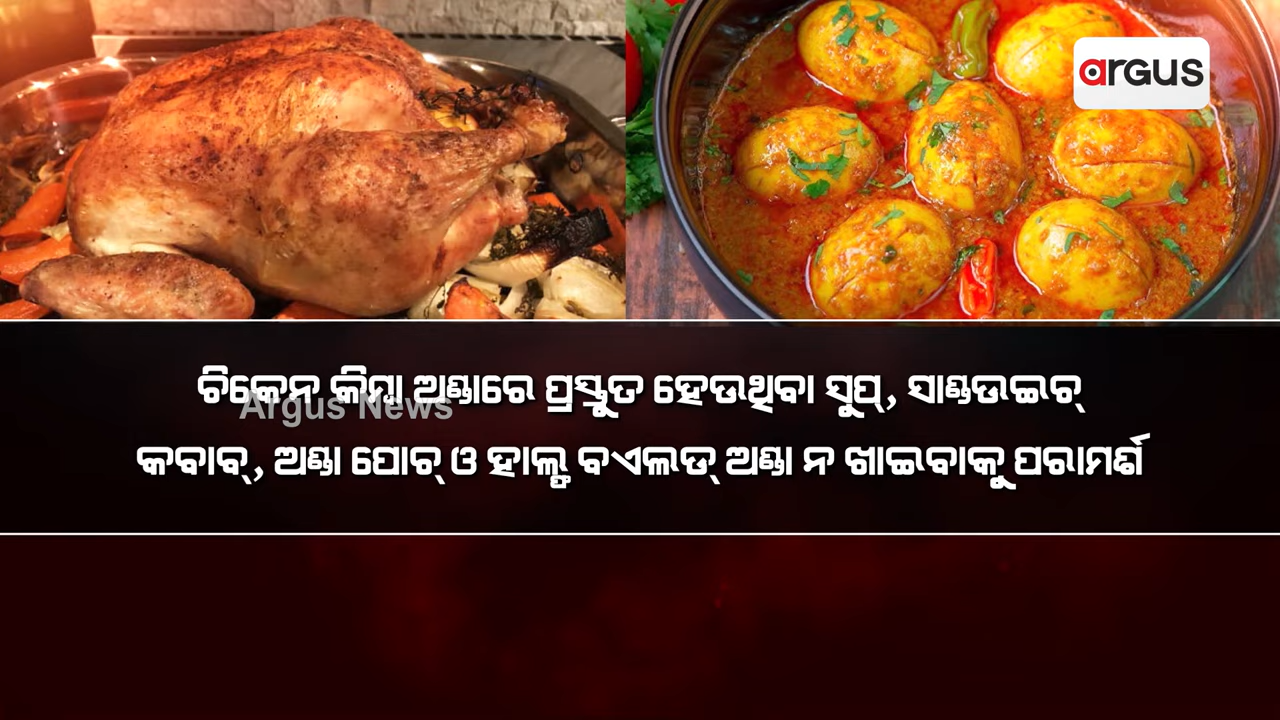 argus
ଚିକେନ କିମ୍ବା ଅଣ୍ଡାରେ ପ୍ରସ୍ତୁତ ହେଉଥିବା ସୁପ୍, ସାଣ୍ଡଉଇଚ୍
Argus News
କବାବ୍, ଅଣ୍ଡା ପୋଚ୍ ଓ ହାଲ୍ଫ ବଏଲଡ୍ ଅଣ୍ଡା ନ ଖାଇବାକୁ ପରାମର୍ଶ